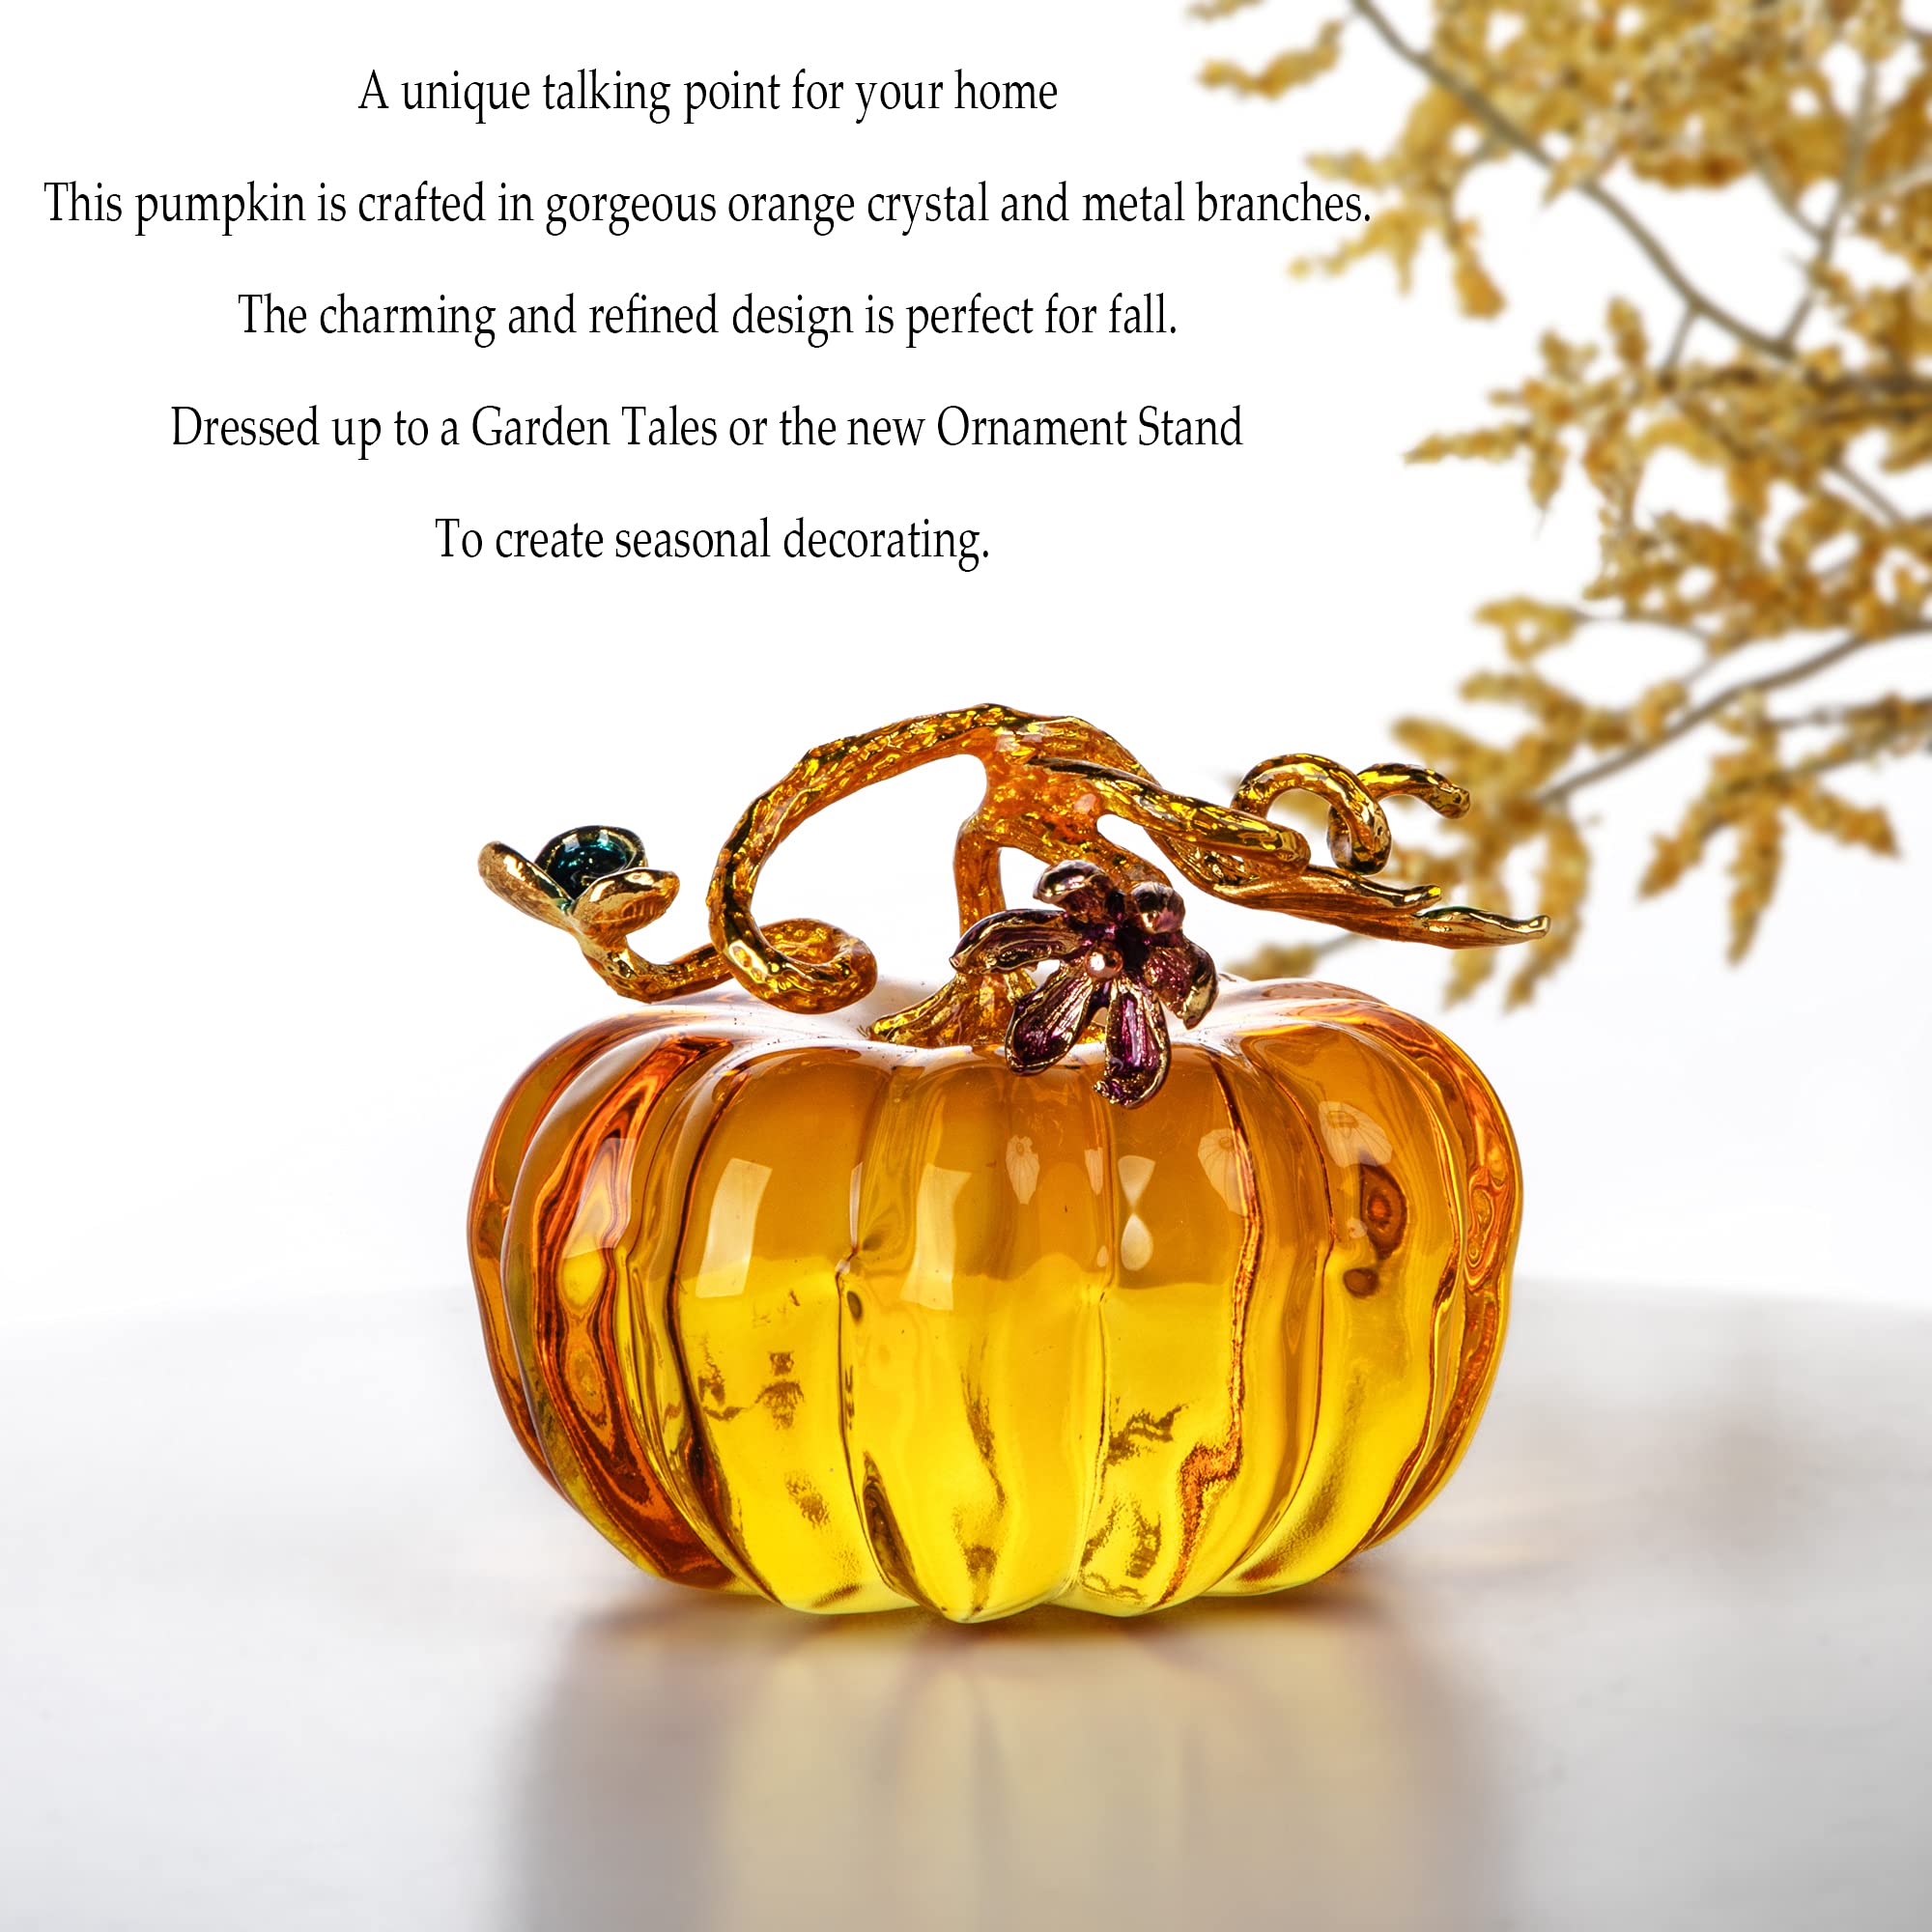 A unique talking point for your home
This pumpkin is crafted in gorgeous orange crystal and metal branches.
The charming and refined design is perfect for fall.
Dressed up to a Garden Tales or the new Ornament Stand
To create seasonal decorating.